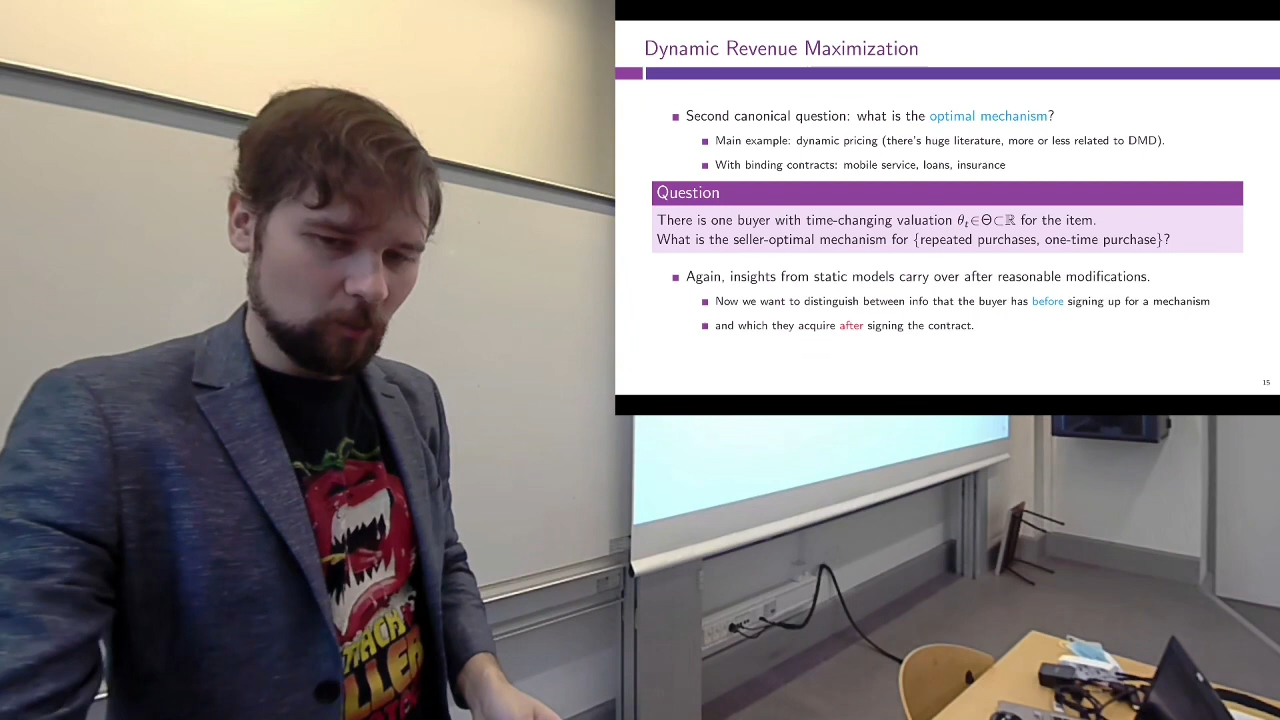 Dynamic Revenue Maximization
Second canonical question: what is the optimal mechanism?
Main example: dynamic pricing (there's huge literature, more or less related to DMD).
With binding contracts: mobile service, loans, insurance
Question
There is one buyer with time-changing valuation θₜ∈Θ⊂ℝ for the item.
What is the seller-optimal mechanism for {repeated purchases, one-time purchase}?
Again, insights from static models carry over after reasonable modifications.
Now we want to distinguish between info that the buyer has before signing up for a mechanism
and which they acquire after signing the contract.
15